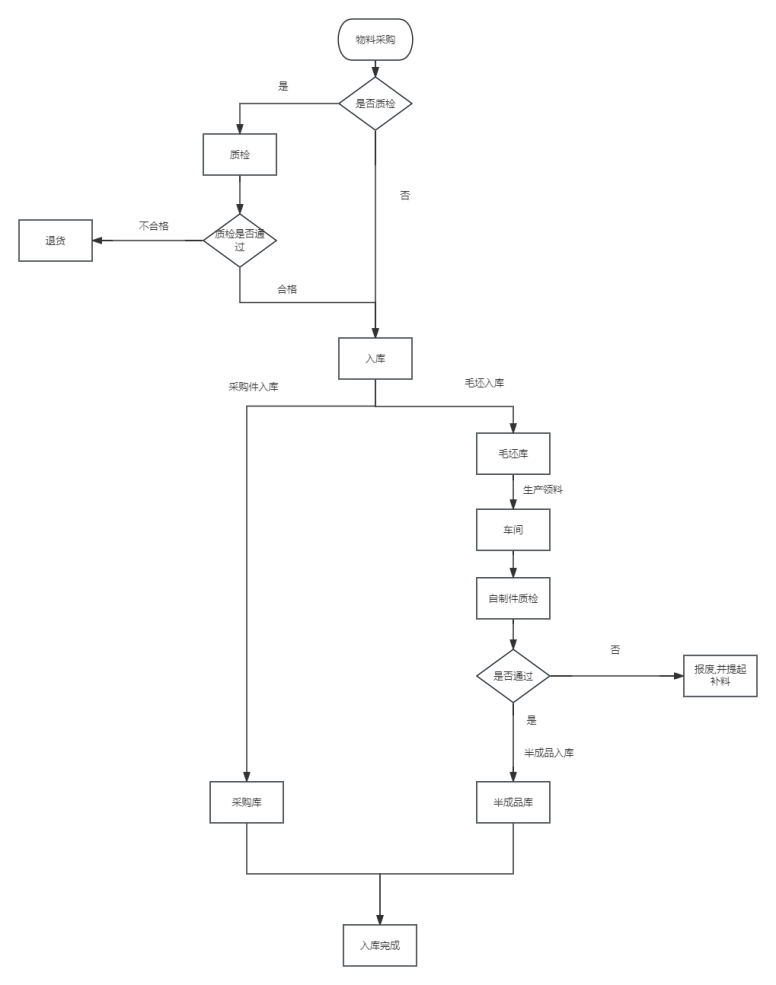 物料采购
是
是否质检
质检
否
不合格
退货
质检是否通
过
合格
入库
采购件入库
毛坯入库
毛坯库
生产领料
车间
自制件质检
否
是否通过
报废,并提起
补料
是
半成品入库
采购库
半成品库
入库完成